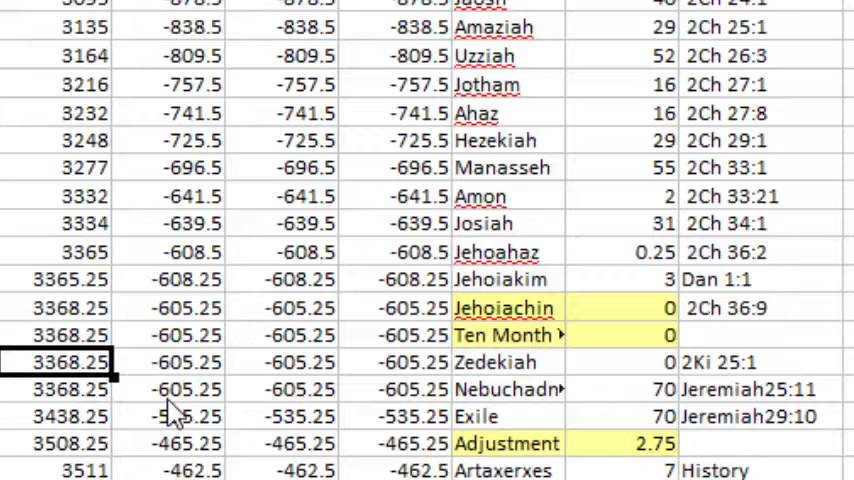 3135 -838.5 -838.5 -838.5 Amaziah 29 2Ch 25:1
3164 -809.5 -809.5 -809.5 Uzziah 52 2Ch 26:3
3216 -757.5 -757.5 -757.5 Jotham 16 2Ch 27:1
3232 -741.5 -741.5 -741.5 Ahaz 16 2Ch 27:8
3248 -725.5 -725.5 -725.5 Hezekiah 29 2Ch 29:1
3277 -696.5 -696.5 -696.5 Manasseh 55 2Ch 33:1
3332 -641.5 -641.5 -641.5 Amon 2 2Ch 33:21
3334 -639.5 -639.5 -639.5 Josiah 31 2Ch 34:1
3365 -608.5 -608.5 -608.5 Jehoahaz 0.25 2Ch 36:2
3365.25 -608.25 -608.25 -608.25 Jehoiakim 3 Dan 1:1
3368.25 -605.25 -605.25 -605.25 Jehoiachin 0 2Ch 36:9
3368.25 -605.25 -605.25 -605.25 Ten Month 0
3368.25 -605.25 -605.25 -605.25 Zedekiah 0 2Ki 25:1
3368.25 -605.25 -605.25 -605.25 Nebuchadn 70 Jeremiah25:11
3438.25 -535.25 -535.25 Exile 70 Jeremiah29:10
3508.25 -465.25 -465.25 -465.25 Adjustment 2.75
3511 -462.5 -462.5 -462.5 Artaxerxes 7 History